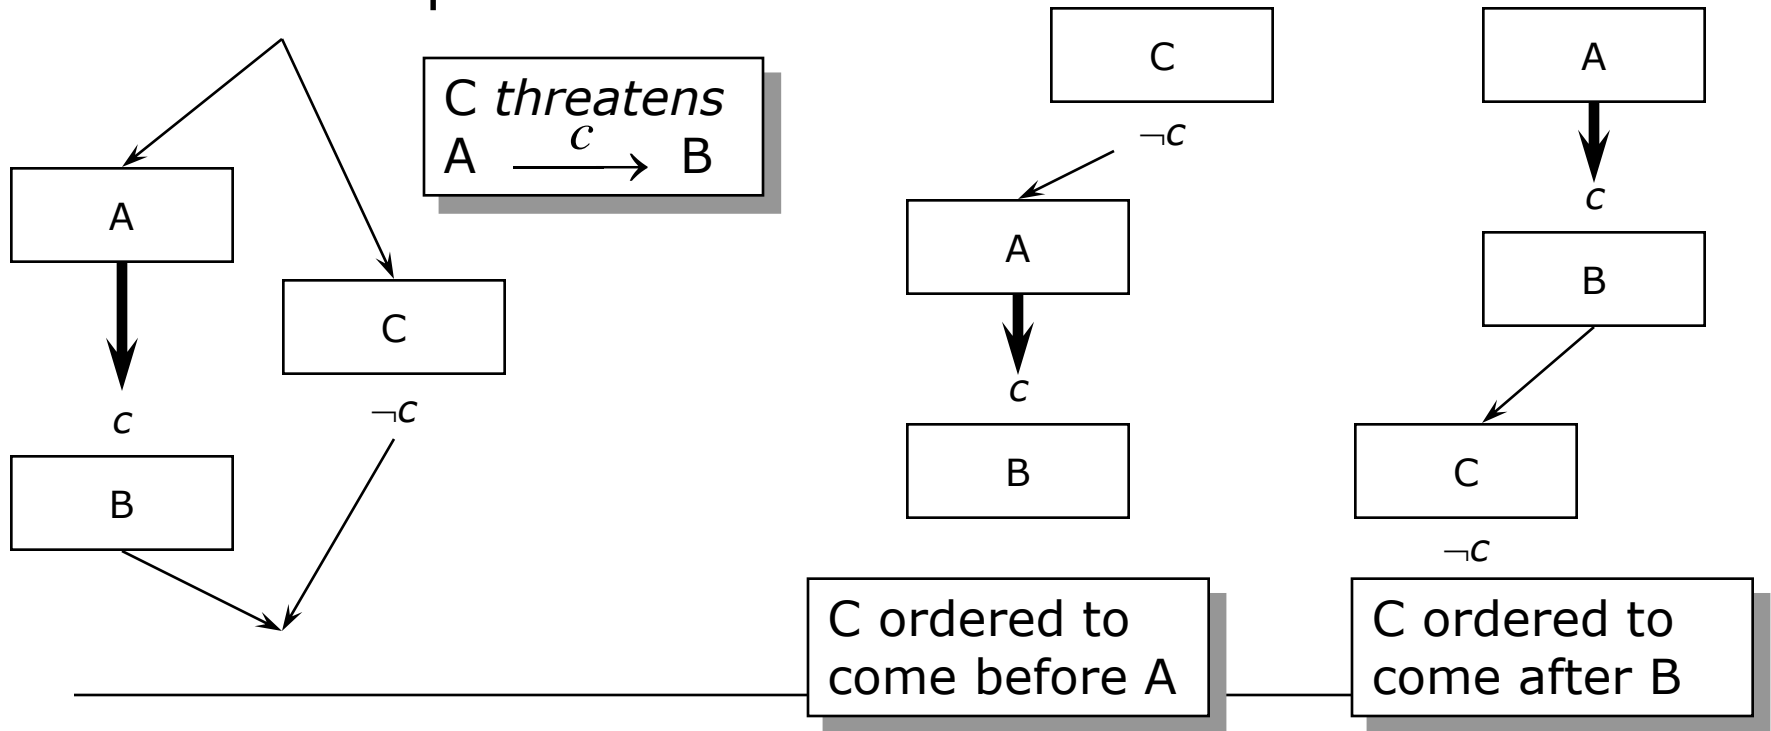 A
c
B
C
¬c
C threatens
c
A ⟶ B
C
¬c
A
c
B
C ordered to
come before A
A
c
B
C
¬c
C ordered to
come after B